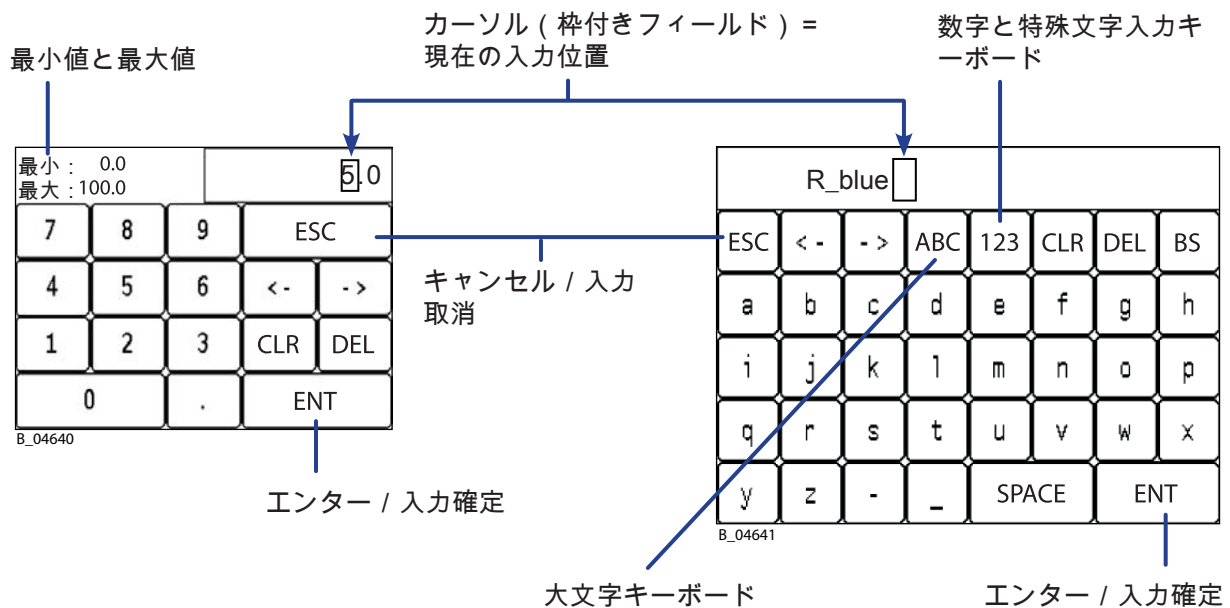 カーソル ( 枠付きフィールド ) =
現在の入力位置
数字と特殊文字入力キ
ーボード
最小値と最大値
最小 : 0.0
最大 : 100.0
5.0
7 8 9 ESC
4 5 6 <- ->
1 2 3 CLR DEL
0 . ENT
B_04640
キャンセル / 入力
取消
エンター / 入力確定
R_blue
ESC <- -> ABC 123 CLR DEL BS
a b c d e f g h
i j k l m n o p
q r s t u v w x
y z - _ SPACE ENT
B_04641
大文字キーボード
エンター / 入力確定